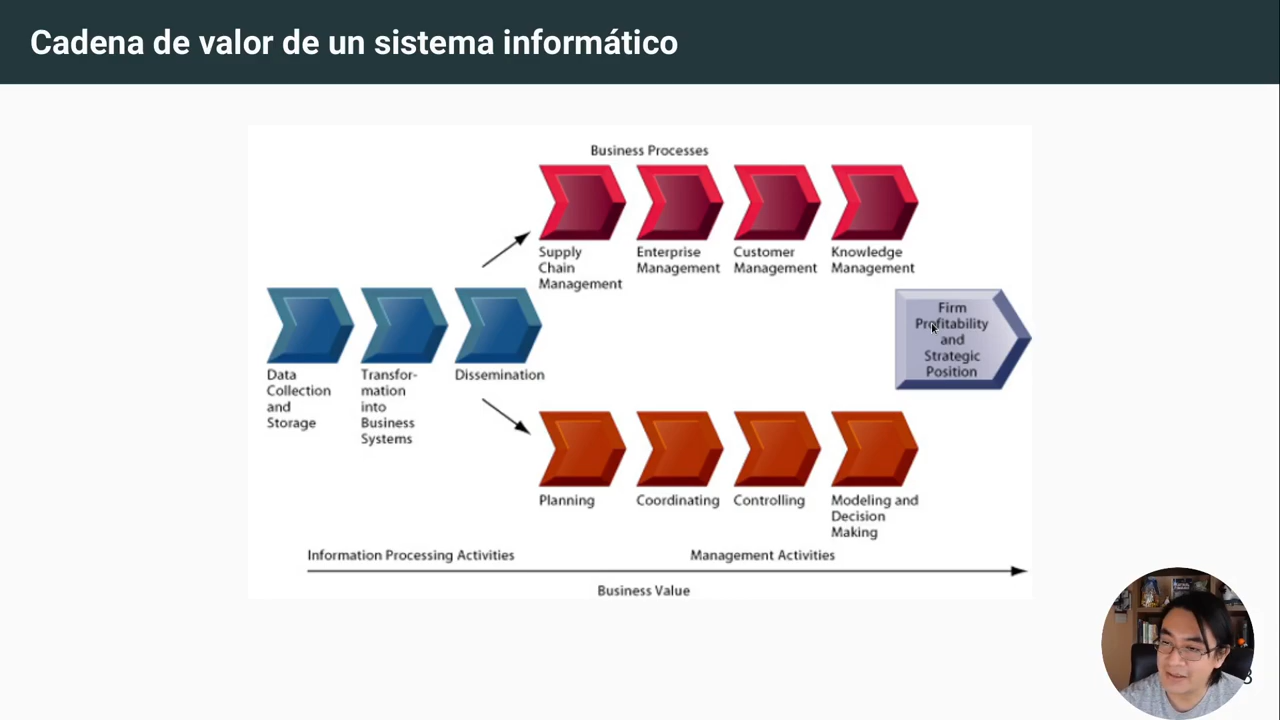 Cadena de valor de un sistema informático
Business Processes
Supply
Chain
Management
Enterprise
Management
Customer
Management
Knowledge
Management
Data
Collection
and
Storage
Transfor-
mation
into
Business
Systems
Dissemination
Firm
Profitability
and
Strategic
Position
Planning
Coordinating
Controlling
Modeling and
Decision
Making
Information Processing Activities
Management Activities
Business Value